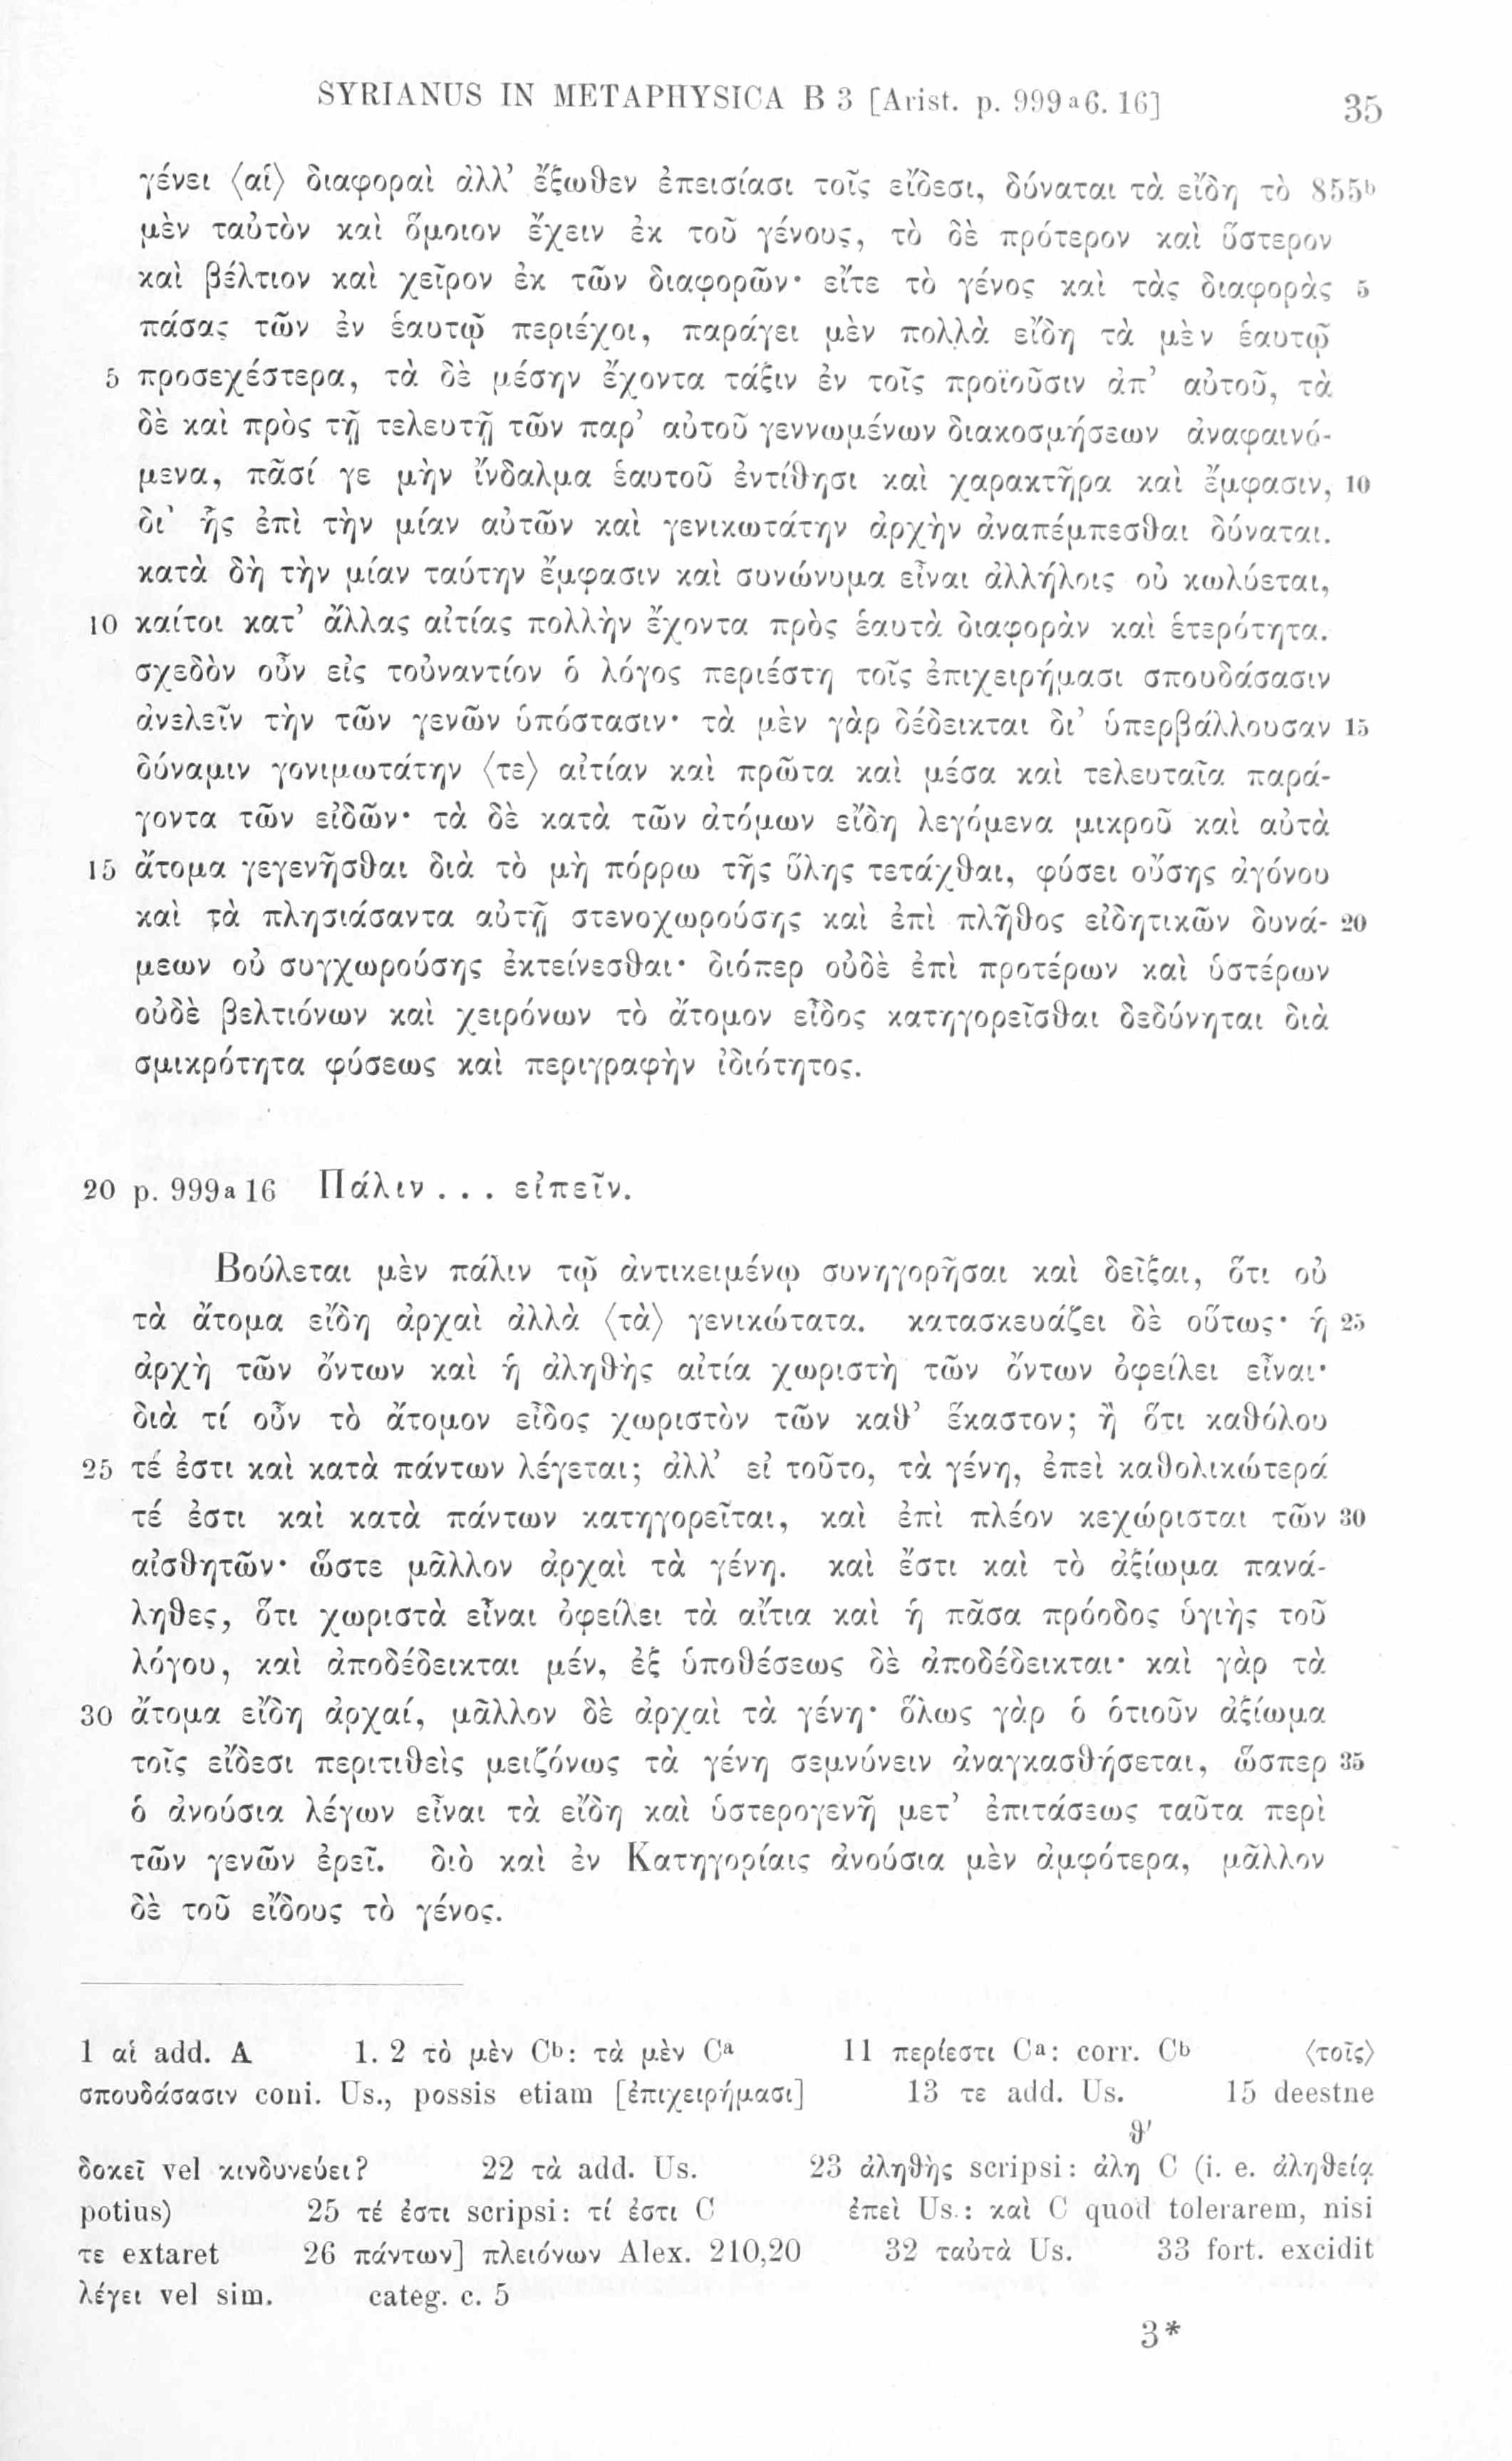 SYRIANUS IN METAPHYSICA B 3 [Arist. p. 999ᵃ6. 16] 35
γένει ⟨αἱ⟩ διαφοραὶ ἀλλ’ ἔξωθεν ἐπεισίασι τοῖς εἴδεσι, δύναται τὰ εἴδη τὸ 855ᵇ
μὲν ταὐτὸν καὶ ὅμοιον ἔχειν ἐκ τοῦ γένους, τὸ δὲ πρότερον καὶ ὕστερον
καὶ βέλτιον καὶ χεῖρον ἐκ τῶν διαφορῶν· εἴτε τὸ γένος καὶ τὰς διαφορὰς 5
πάσας τῶν ἐν ἑαυτῷ περιέχοι, παράγει μὲν πολλὰ εἴδη τὰ μὲν ἑαυτῷ
5 προσεχέστερα, τὰ δὲ μέσην ἔχοντα τάξιν ἐν τοῖς προϊοῦσιν ἀπ’ αὐτοῦ, τὰ
δὲ καὶ πρὸς τῇ τελευτῇ τῶν παρ’ αὐτοῦ γεννωμένων διακοσμήσεων ἀναφαινό-
μενα, πᾶσί γε μὴν ἴνδαλμα ἑαυτοῦ ἐντίθησι καὶ χαρακτῆρα καὶ ἔμφασιν, 10
δι’ ἧς ἐπὶ τὴν μίαν αὐτῶν καὶ γενικωτάτην ἀρχὴν ἀναπέμπεσθαι δύναται.
κατὰ δὴ τὴν μίαν ταύτην ἔμφασιν καὶ συνώνυμα εἶναι ἀλλήλοις οὐ κωλύεται,
10 καίτοι κατ’ ἄλλας αἰτίας πολλὴν ἔχοντα πρὸς ἑαυτὰ διαφορὰν καὶ ἑτερότητα.
σχεδὸν οὖν εἰς τοὐναντίον ὁ λόγος περιέστη τοῖς ἐπιχειρήμασι σπουδάσασιν
ἀνελεῖν τὴν τῶν γενῶν ὑπόστασιν· τὰ μὲν γὰρ δέδεικται δι’ ὑπερβάλλουσαν 15
δύναμιν γονιμωτάτην ⟨τε⟩ αἰτίαν καὶ πρῶτα καὶ μέσα καὶ τελευταῖα παρά-
γοντα τῶν εἰδῶν· τὰ δὲ κατὰ τῶν ἀτόμων εἴδη λεγόμενα μικροῦ καὶ αὐτὰ
15 ἄτομα γεγενῆσθαι διὰ τὸ μὴ πόρρω τῆς ὕλης τετάχθαι, φύσει οὔσης ἀγόνου
καὶ τὰ πλησιάσαντα αὐτῇ στενοχωρούσης καὶ ἐπὶ πλῆθος εἰδητικῶν δυνά- 20
μεων οὐ συγχωρούσης ἐκτείνεσθαι· διόπερ οὐδὲ ἐπὶ προτέρων καὶ ὑστέρων
οὐδὲ βελτιόνων καὶ χειρόνων τὸ ἄτομον εἶδος κατηγορεῖσθαι δεδύνηται διὰ
σμικρότητα φύσεως καὶ περιγραφὴν ἰδιότητος.
20 p. 999ᵃ16 Πάλιν . . . εἰπεῖν.
Βούλεται μὲν πάλιν τῷ ἀντικειμένῳ συνηγορῆσαι καὶ δεῖξαι, ὅτι οὐ
τὰ ἄτομα εἴδη ἀρχαὶ ἀλλὰ ⟨τὰ⟩ γενικώτατα. κατασκευάζει δὲ οὕτως· ἡ 25
ἀρχὴ τῶν ὄντων καὶ ἡ ἀληθὴς αἰτία χωριστὴ τῶν ὄντων ὀφείλει εἶναι·
διὰ τί οὖν τὸ ἄτομον εἶδος χωριστὸν τῶν καθ’ ἕκαστον; ἢ ὅτι καθόλου
25 τέ ἐστι καὶ κατὰ πάντων λέγεται; ἀλλ’ εἰ τοῦτο, τὰ γένη, ἐπεὶ καθολικώτερά
τέ ἐστι καὶ κατὰ πάντων κατηγορεῖται, καὶ ἐπὶ πλέον κεχώρισται τῶν 30
αἰσθητῶν· ὥστε μᾶλλον ἀρχαὶ τὰ γένη. καὶ ἔστι καὶ τὸ ἀξίωμα πανά-
ληθες, ὅτι χωριστὰ εἶναι ὀφείλει τὰ αἴτια καὶ ἡ πᾶσα πρόοδος ὑγιὴς τοῦ
λόγου, καὶ ἀποδέδεικται μέν, ἐξ ὑποθέσεως δὲ ἀποδέδεικται· καὶ γὰρ τὰ
30 ἄτομα εἴδη ἀρχαί, μᾶλλον δὲ ἀρχαὶ τὰ γένη· ὅλως γὰρ ὁ ὁτιοῦν ἀξίωμα
τοῖς εἴδεσι περιτιθεὶς μειζόνως τὰ γένη σεμνύνειν ἀναγκασθήσεται, ὥσπερ 35
ὁ ἀνούσια λέγων εἶναι τὰ εἴδη καὶ ὑστερογενῆ μετ’ ἐπιτάσεως ταῦτα περὶ
τῶν γενῶν ἐρεῖ. διὸ καὶ ἐν Κατηγορίαις ἀνούσια μὲν ἀμφότερα, μᾶλλον
δὲ τοῦ εἴδους τὸ γένος.
1 αἱ add. A 1. 2 τὸ μὲν Cᵇ: τὰ μὲν Cᵃ 11 περίεστι Cᵃ: corr. Cᵇ ⟨τοῖς⟩
σπουδάσασιν coni. Us., possis etiam [ἐπιχειρήμασι] 13 τε add. Us. 15 deestne
δοκεῖ vel κινδυνεύει? 22 τὰ add. Us. 23 ἀληθὴς scripsi: ἀλη θ’ C (i. e. ἀληθείᾳ
potius) 25 τέ ἐστι scripsi: τί ἐστι C ἐπεὶ Us.: καὶ C quod tolerarem, nisi
τε extaret 26 πάντων] πλειόνων Alex. 210,20 32 ταὐτὰ Us. 33 fort. excidit
λέγει vel sim. categ. c. 5
3*